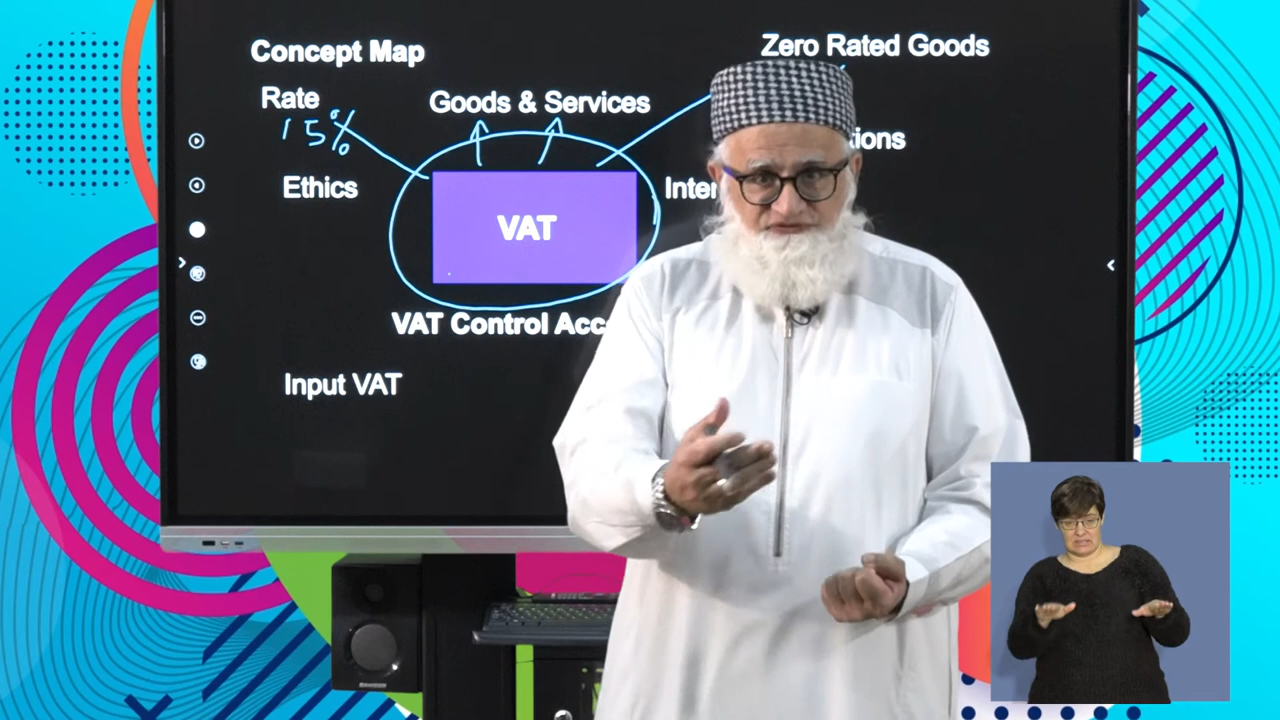 Concept Map
Zero Rated Goods
Rate
Goods & Services
15%
Ethics
VAT
VAT Control
Input VAT